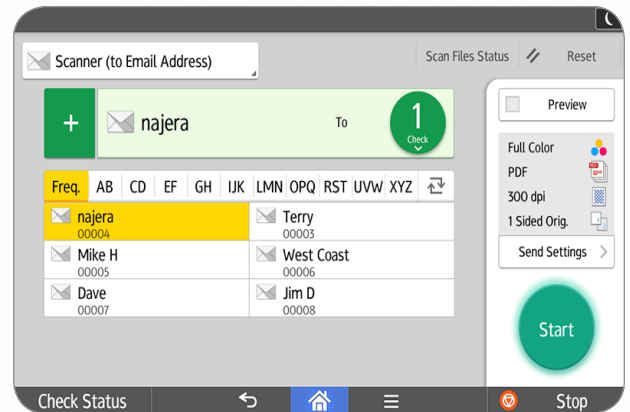 Scanner (to Email Address)
Scan Files Status
Reset
+
najera
To
1
Check
Preview
Full Color
PDF
300 dpi
1 Sided Orig.
Send Settings
Start
Freq. AB CD EF GH IJK LMN OPQ RST UVW XYZ
najera
00004
Terry
00003
Mike H
00005
West Coast
00006
Dave
00007
Jim D
00008
Check Status
Stop